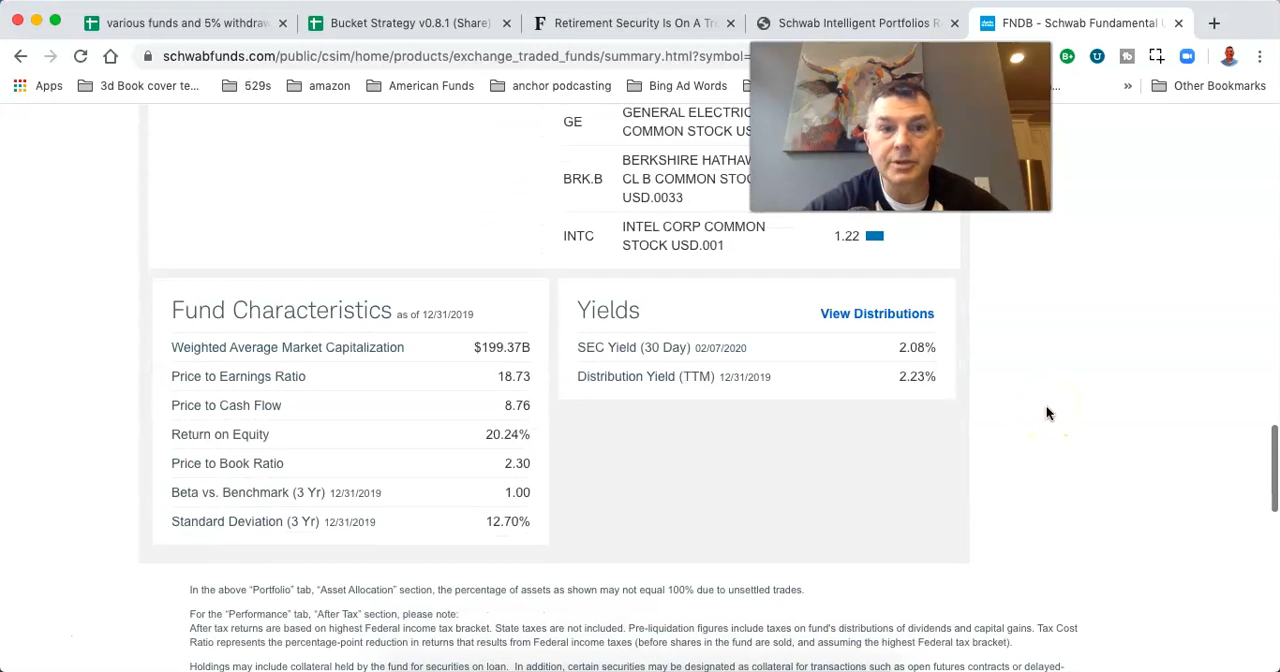 various funds and 5% withdraw
Bucket Strategy v0.8.1 (Share)
Retirement Security Is On A Tr
Schwab Intelligent Portfolios R
FNDB - Schwab Fundamental U
schwabfunds.com/public/csim/home/products/exchange_traded_funds/summary.html?symbol=
Apps
3d Book cover te...
529s
amazon
American Funds
anchor podcasting
Bing Ad Words
Other Bookmarks
GE
GENERAL ELECTRIC
COMMON STOCK US
BRK.B
BERKSHIRE HATHAW
CL B COMMON STOC
USD.0033
INTC
INTEL CORP COMMON
STOCK USD.001
1.22
Fund Characteristics as of 12/31/2019
Weighted Average Market Capitalization $199.37B
Price to Earnings Ratio 18.73
Price to Cash Flow 8.76
Return on Equity 20.24%
Price to Book Ratio 2.30
Beta vs. Benchmark (3 Yr) 12/31/2019 1.00
Standard Deviation (3 Yr) 12/31/2019 12.70%
Yields View Distributions
SEC Yield (30 Day) 02/07/2020 2.08%
Distribution Yield (TTM) 12/31/2019 2.23%
In the above “Portfolio” tab, “Asset Allocation” section, the percentage of assets as shown may not equal 100% due to unsettled trades.
For the “Performance” tab, “After Tax” section, please note:
After tax returns are based on highest Federal income tax bracket. State taxes are not included. Pre-liquidation figures include taxes on fund's distributions of dividends and capital gains. Tax Cost
Ratio represents the percentage-point reduction in returns that results from Federal income taxes (before shares in the fund are sold, and assuming the highest Federal tax bracket).
Holdings may include collateral held by the fund for securities on loan. In addition, certain securities may be designated as collateral for transactions such as open futures contracts or delayed-